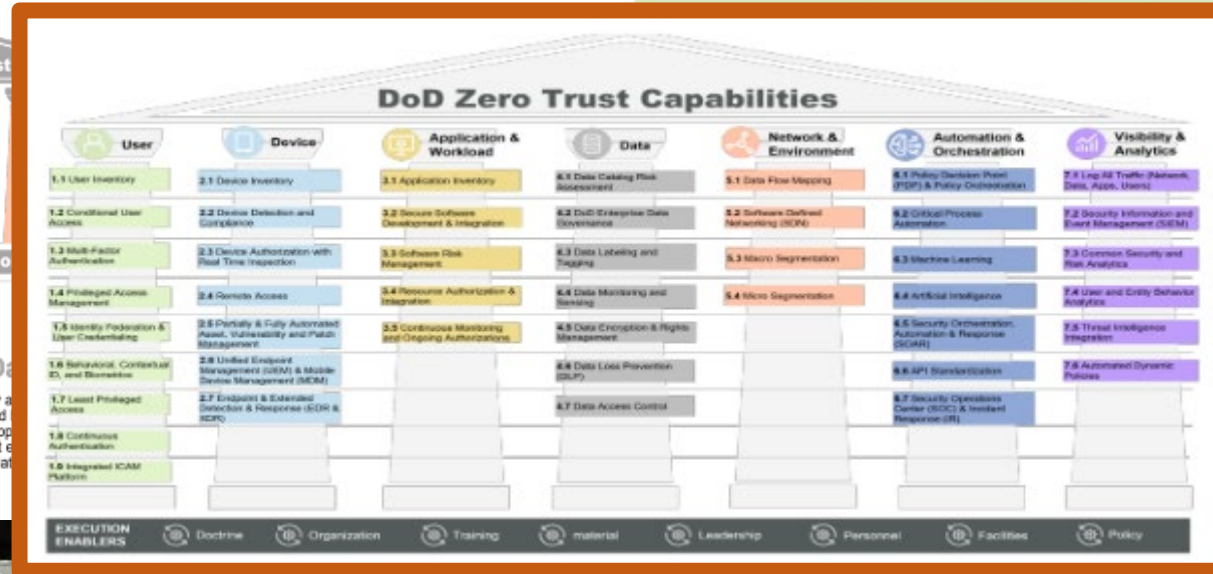 DoD Zero Trust Capabilities
User
Device
Application &
Workload
Data
Network &
Environment
Automation &
Orchestration
Visibility &
Analytics
1.1 User Inventory
1.2 Conditional User
Access
1.3 Multi-Factor
Authentication
1.4 Privileged Access
Management
1.5 Identity Federation &
User Credentialing
1.6 Behavioral, Contextual
ID, and Biometrics
1.7 Least Privileged
Access
1.8 Continuous
Authentication
1.9 Integrated ICAM
Platform
2.1 Device Inventory
2.2 Device Detection and
Compliance
2.3 Device Authorization with
Real Time Inspection
2.4 Remote Access
2.5 Partially & Fully Automated
Asset, Vulnerability and Patch
Management
2.6 Unified Endpoint
Management (UEM) & Mobile
Device Management (MDM)
2.7 Endpoint & Extended
Detection & Response (EDR &
XDR)
3.1 Application Inventory
3.2 Secure Software
Development & Integration
3.3 Software Risk
Management
3.4 Resource Authorization &
Integration
3.5 Continuous Monitoring
and Ongoing Authorizations
4.1 Data Catalog Risk
Assessment
4.2 DoD Enterprise Data
Governance
4.3 Data Labeling and
Tagging
4.4 Data Monitoring and
Sensing
4.5 Data Encryption & Rights
Management
4.6 Data Loss Prevention
(DLP)
4.7 Data Access Control
5.1 Data Flow Mapping
5.2 Software Defined
Networking (SDN)
5.3 Macro Segmentation
5.4 Micro Segmentation
6.1 Policy Decision Point
(PDP) & Policy Orchestration
6.2 Critical Process
Automation
6.3 Machine Learning
6.4 Artificial Intelligence
6.5 Security Orchestration,
Automation & Response
(SOAR)
6.6 API Standardization
6.7 Security Operations
Center (SOC) & Incident
Response (IR)
7.1 Log All Traffic (Network,
Data, Apps, Users)
7.2 Security Information and
Event Management (SIEM)
7.3 Common Security and
Risk Analytics
7.4 User and Entity Behavior
Analytics
7.5 Threat Intelligence
Integration
7.6 Automated Dynamic
Policies
EXECUTION
ENABLERS
Doctrine
Organization
Training
material
Leadership
Personnel
Facilities
Policy